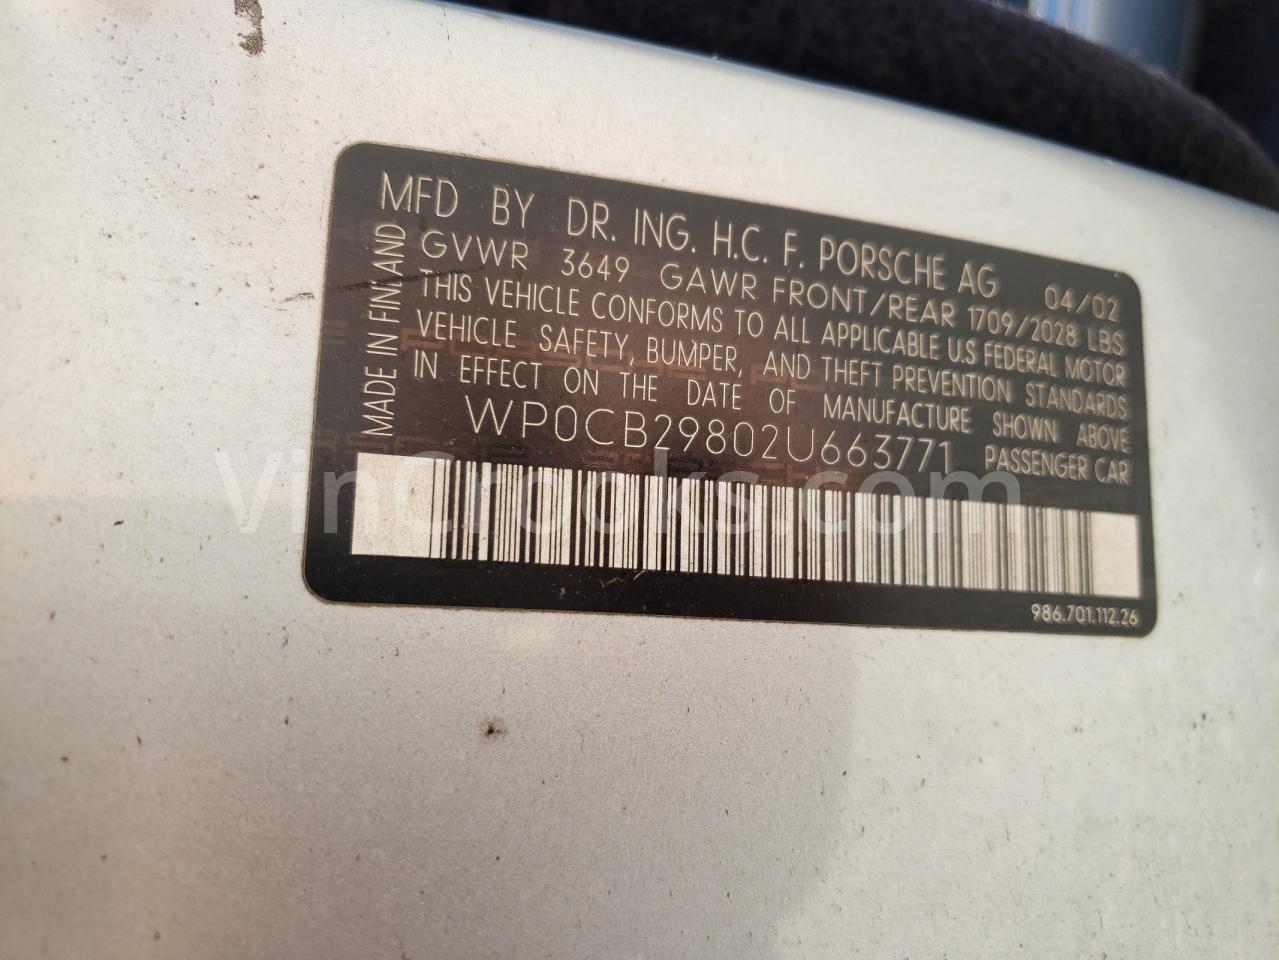 MFD BY DR. ING. H.C. F. PORSCHE AG 04/02
GVWR 3649 GAWR FRONT/REAR 1709/2028 LBS
THIS VEHICLE CONFORMS TO ALL APPLICABLE U.S FEDERAL MOTOR
VEHICLE SAFETY, BUMPER, AND THEFT PREVENTION STANDARDS
IN EFFECT ON THE DATE OF MANUFACTURE SHOWN ABOVE
WP0CB29802U663771 PASSENGER CAR
MADE IN FINLAND
986.701.112.26
VinCrooks.com